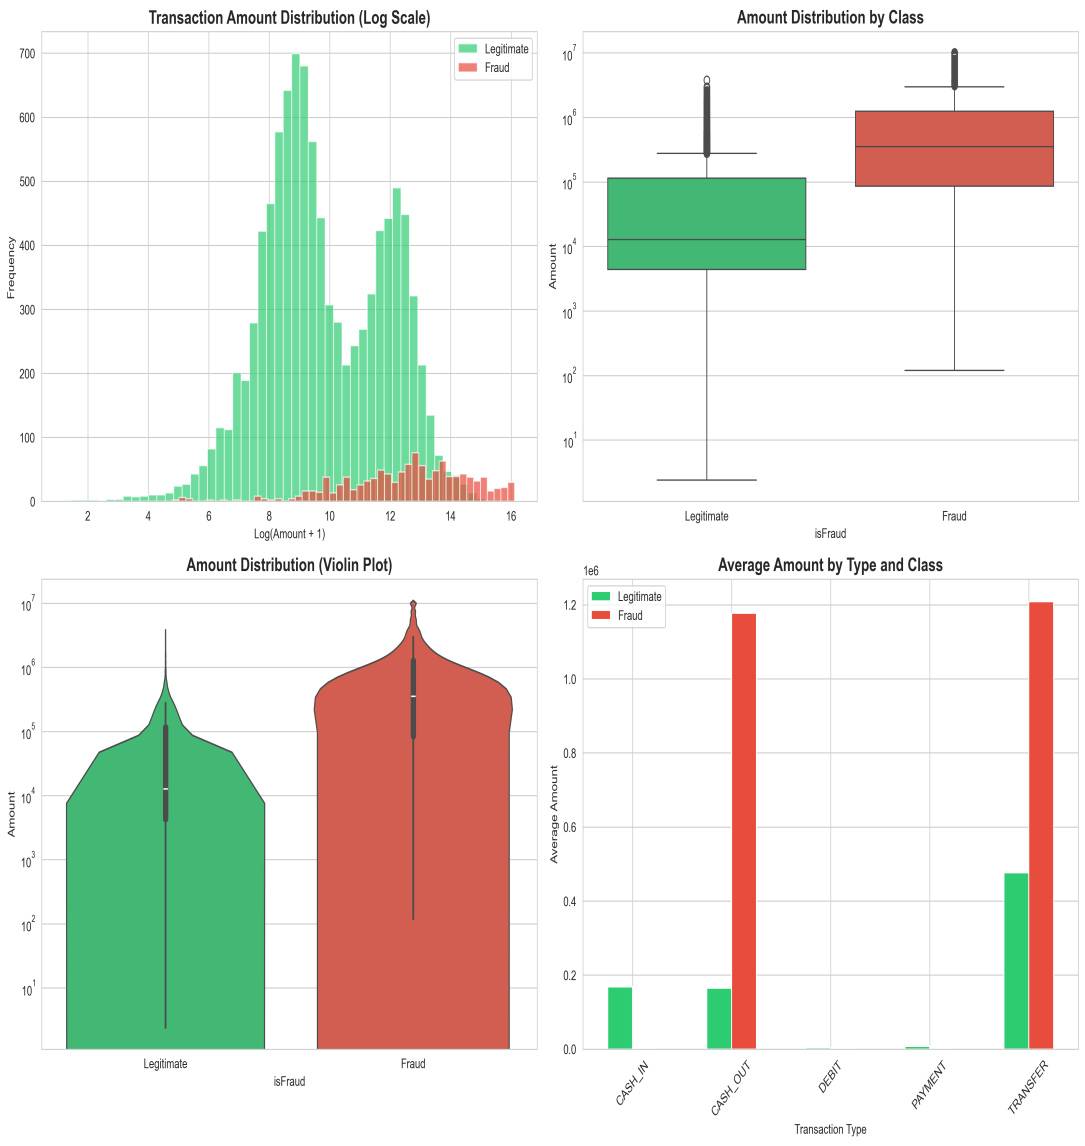 Transaction Amount Distribution (Log Scale)
Frequency
700
600
500
400
300
200
100
0
2 4 6 8 10 12 14 16
Log(Amount + 1)
Legitimate
Fraud
Amount Distribution by Class
Amount
10^7
10^6
10^5
10^4
10^3
10^2
10^1
Legitimate Fraud
isFraud
Amount Distribution (Violin Plot)
Amount
10^7
10^6
10^5
10^4
10^3
10^2
10^1
Legitimate Fraud
isFraud
Average Amount by Type and Class
1e6
Average Amount
1.2
1.0
0.8
0.6
0.4
0.2
0.0
Legitimate
Fraud
CASH_IN CASH_OUT DEBIT PAYMENT TRANSFER
Transaction Type